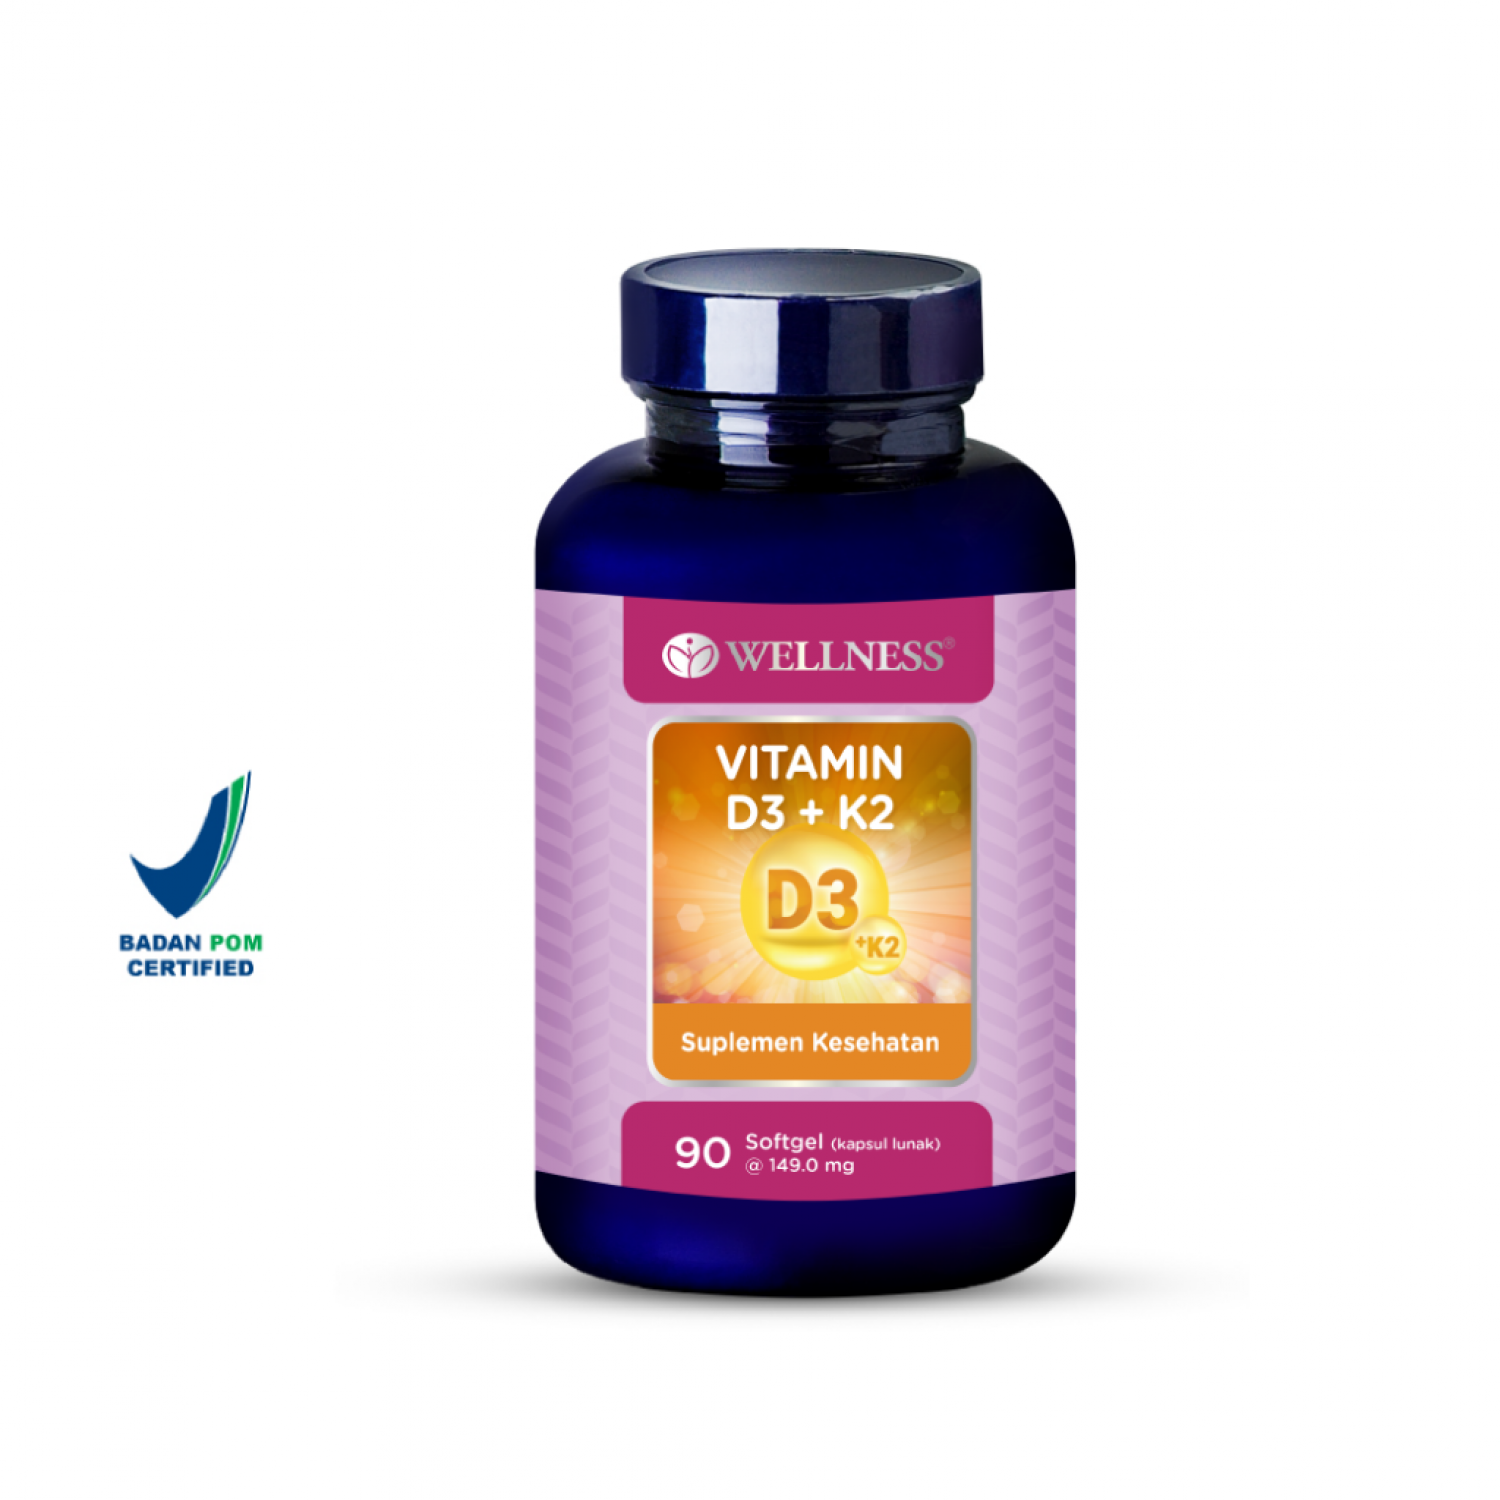 WELLNESS®
VITAMIN
D3 + K2
D3
+K2
Suplemen Kesehatan
90 Softgel (kapsul lunak)
@ 149.0 mg
BADAN POM
CERTIFIED